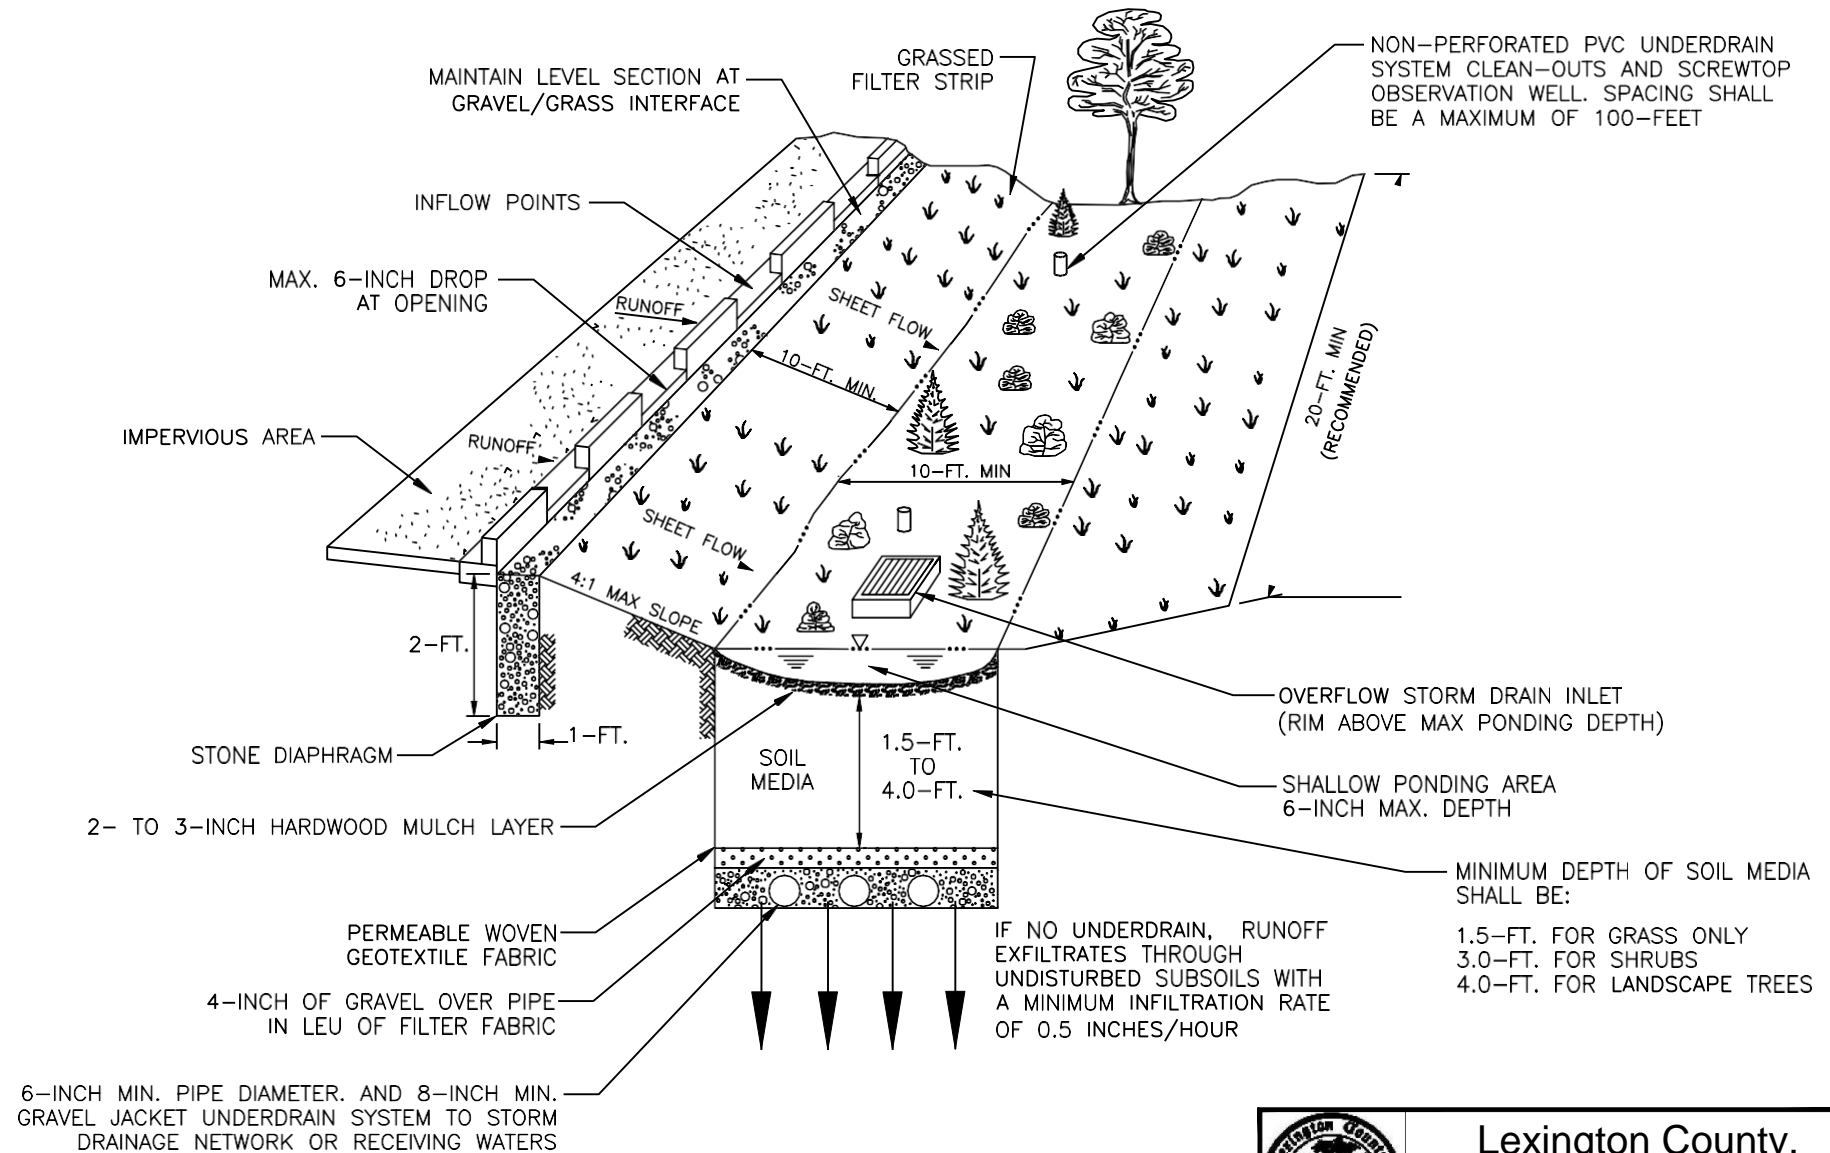 GRASSED
FILTER STRIP
NON-PERFORATED PVC UNDERDRAIN
SYSTEM CLEAN-OUTS AND SCREWTOP
OBSERVATION WELL. SPACING SHALL
BE A MAXIMUM OF 100-FEET
MAINTAIN LEVEL SECTION AT
GRAVEL/GRASS INTERFACE
INFLOW POINTS
MAX. 6-INCH DROP
AT OPENING
RUNOFF
SHEET FLOW
10-FT. MIN.
20-FT. MIN
(RECOMMENDED)
IMPERVIOUS AREA
RUNOFF
10-FT. MIN
SHEET FLOW
4:1 MAX SLOPE
2-FT.
1-FT.
STONE DIAPHRAGM
OVERFLOW STORM DRAIN INLET
(RIM ABOVE MAX PONDING DEPTH)
SOIL
MEDIA
1.5-FT.
TO
4.0-FT.
SHALLOW PONDING AREA
6-INCH MAX. DEPTH
2- TO 3-INCH HARDWOOD MULCH LAYER
MINIMUM DEPTH OF SOIL MEDIA
SHALL BE:
1.5-FT. FOR GRASS ONLY
3.0-FT. FOR SHRUBS
4.0-FT. FOR LANDSCAPE TREES
PERMEABLE WOVEN
GEOTEXTILE FABRIC
IF NO UNDERDRAIN, RUNOFF
EXFILTRATES THROUGH
UNDISTURBED SUBSOILS WITH
A MINIMUM INFILTRATION RATE
OF 0.5 INCHES/HOUR
4-INCH OF GRAVEL OVER PIPE
IN LEU OF FILTER FABRIC
6-INCH MIN. PIPE DIAMETER. AND 8-INCH MIN.
GRAVEL JACKET UNDERDRAIN SYSTEM TO STORM
DRAINAGE NETWORK OR RECEIVING WATERS
Lexington County,